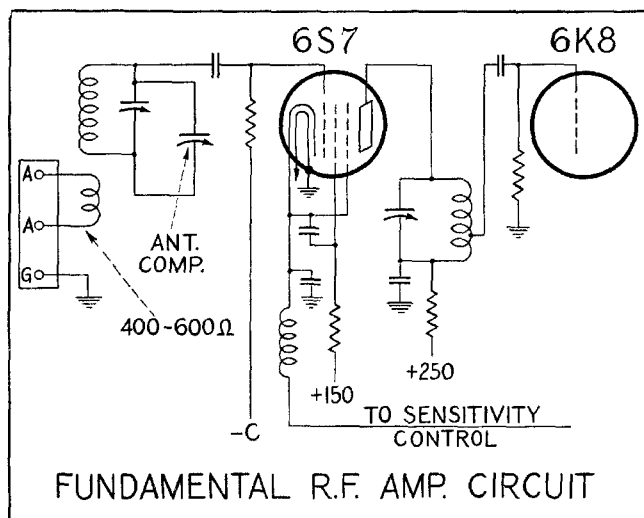 6S7
6K8
A
A
G
ANT.
COMP.
400-600Ω
+150
+250
-C
TO SENSITIVITY
CONTROL
FUNDAMENTAL R.F. AMP. CIRCUIT